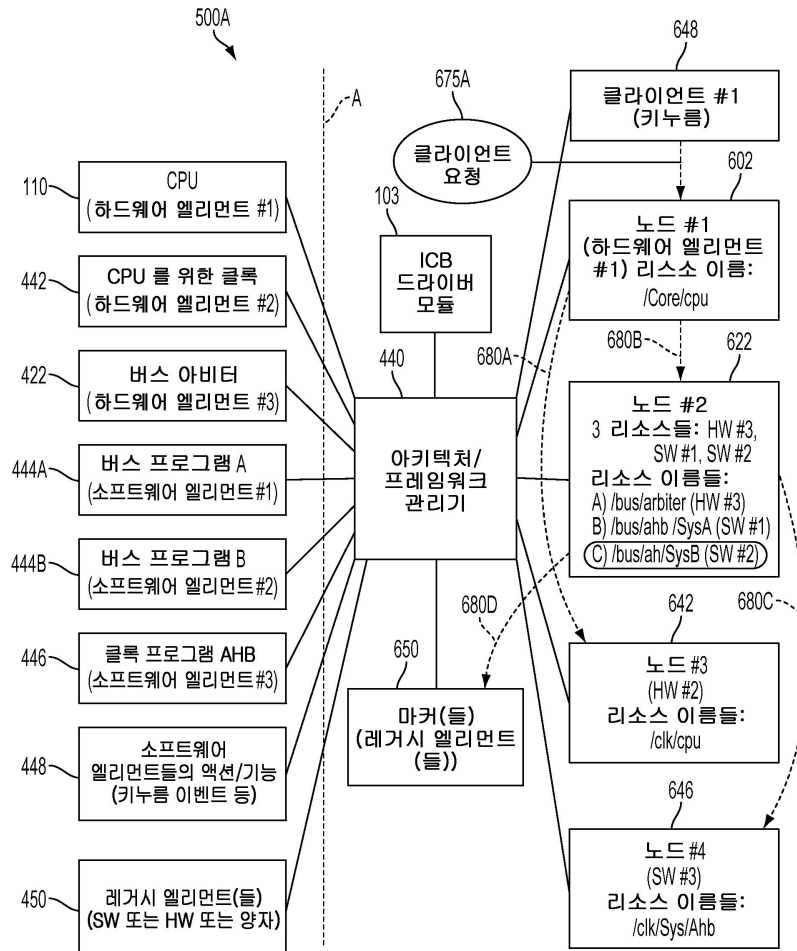 500A
A
675A
클라이언트
요청
648
클라이언트 #1
(키누름)
110
CPU
(하드웨어 엘리먼트 #1)
103
ICB
드라이버
모듈
602
노드 #1
(하드웨어 엘리먼트
#1) 리스소 이름:
/Core/cpu
442
CPU 를 위한 클록
(하드웨어 엘리먼트 #2)
422
버스 아비터
(하드웨어 엘리먼트 #3)
440
아키텍처/
프레임워크
관리기
680A
680B
622
노드 #2
3 리소스들: HW #3,
SW #1, SW #2
리소스 이름들:
A) /bus/arbiter (HW #3)
B) /bus/ahb /SysA (SW #1)
C) /bus/ah/SysB (SW #2)
444A
버스 프로그램 A
(소프트웨어 엘리먼트#1)
444B
버스 프로그램 B
(소프트웨어 엘리먼트#2)
446
클록 프로그램 AHB
(소프트웨어 엘리먼트#3)
680D
680C
650
마커(들)
(레거시 엘리먼트
(들))
642
노드 #3
(HW #2)
리소스 이름들:
/clk/cpu
448
소프트웨어
엘리먼트들의 액션/기능
(키누름 이벤트 등)
646
노드 #4
(SW #3)
리소스 이름들:
/clk/Sys/Ahb
450
레거시 엘리먼트(들)
(SW 또는 HW 또는 양자)